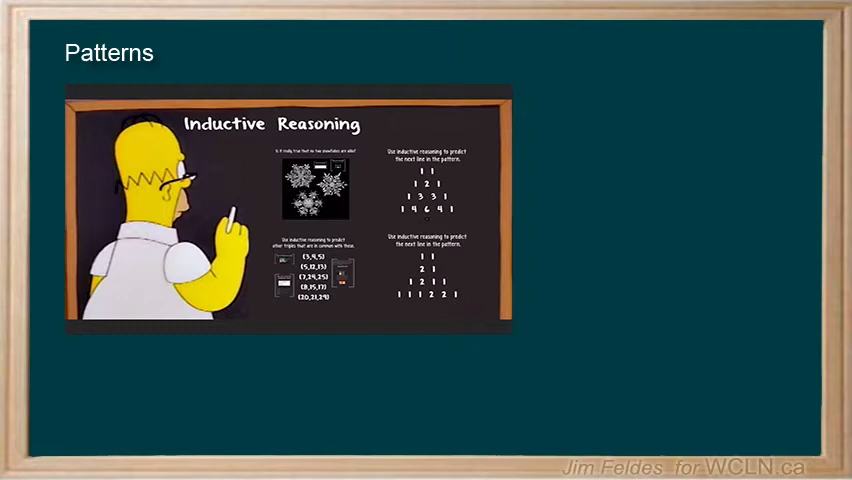 Patterns
Inductive Reasoning
Is it really true that no two snowflakes are alike?
Use inductive reasoning to predict
the next line in the pattern.
1 1
1 2 1
1 3 3 1
1 4 6 4 1
Use inductive reasoning to predict
other triples that are in common with these.
(3,4,5)
(5,12,13)
(7,24,25)
(8,15,17)
(20,21,29)
Use inductive reasoning to predict
the next line in the pattern.
1 1
2 1
1 2 1 1
1 1 1 2 2 1
Jim Feldes for WCLN.ca